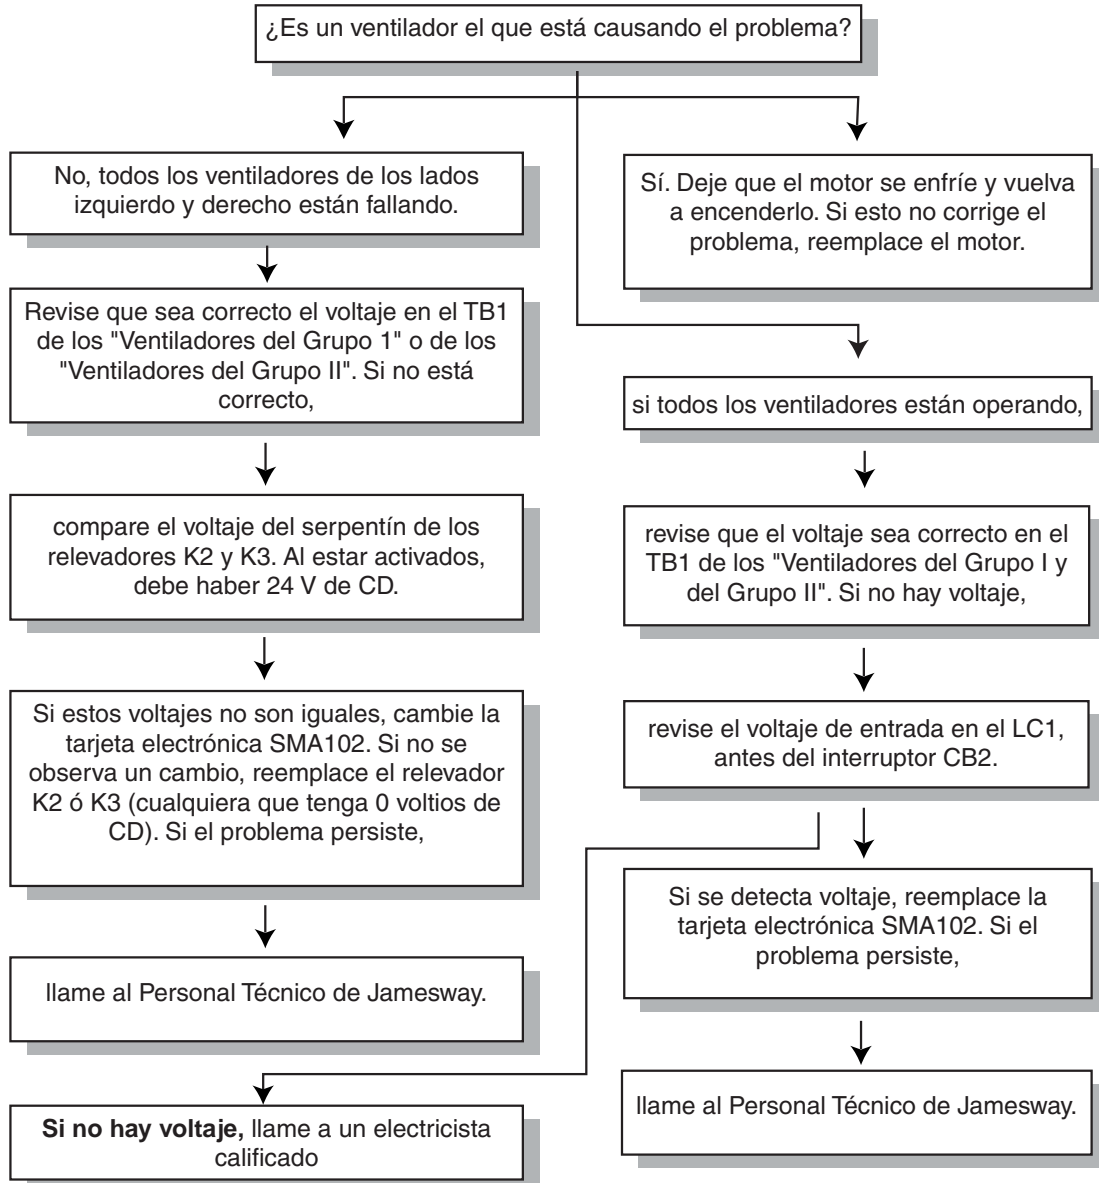 ¿Es un ventilador el que está causando el problema?
No, todos los ventiladores de los lados
izquierdo y derecho están fallando.
Revise que sea correcto el voltaje en el TB1
de los "Ventiladores del Grupo 1" o de los
"Ventiladores del Grupo II". Si no está
correcto,
compare el voltaje del serpentín de los
relevadores K2 y K3. Al estar activados,
debe haber 24 V de CD.
Si estos voltajes no son iguales, cambie la
tarjeta electrónica SMA102. Si no se
observa un cambio, reemplace el relevador
K2 ó K3 (cualquiera que tenga 0 voltios de
CD). Si el problema persiste,
llame al Personal Técnico de Jamesway.
Si no hay voltaje, llame a un electricista
calificado
Sí. Deje que el motor se enfríe y vuelva
a encenderlo. Si esto no corrige el
problema, reemplace el motor.
si todos los ventiladores están operando,
revise que el voltaje sea correcto en el
TB1 de los "Ventiladores del Grupo I y
del Grupo II". Si no hay voltaje,
revise el voltaje de entrada en el LC1,
antes del interruptor CB2.
Si se detecta voltaje, reemplace la
tarjeta electrónica SMA102. Si el
problema persiste,
llame al Personal Técnico de Jamesway.